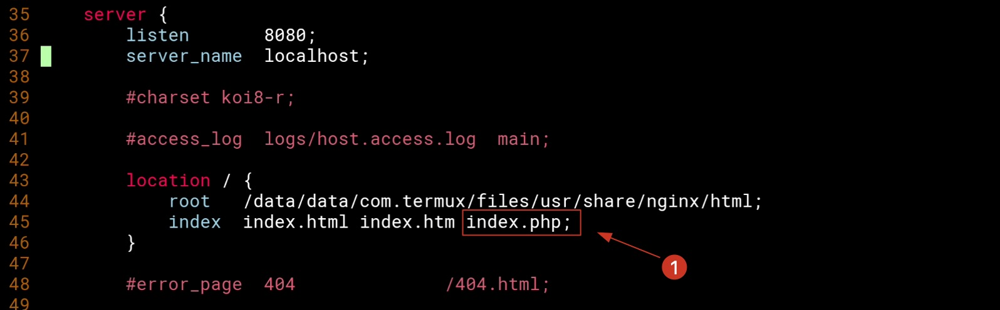 35     server {
36         listen       8080;
37         server_name  localhost;
38
39         #charset koi8-r;
40
41         #access_log  logs/host.access.log  main;
42
43         location / {
44             root   /data/data/com.termux/files/usr/share/nginx/html;
45             index  index.html index.htm index.php;
46         }
1
47
48         #error_page  404              /404.html;
49